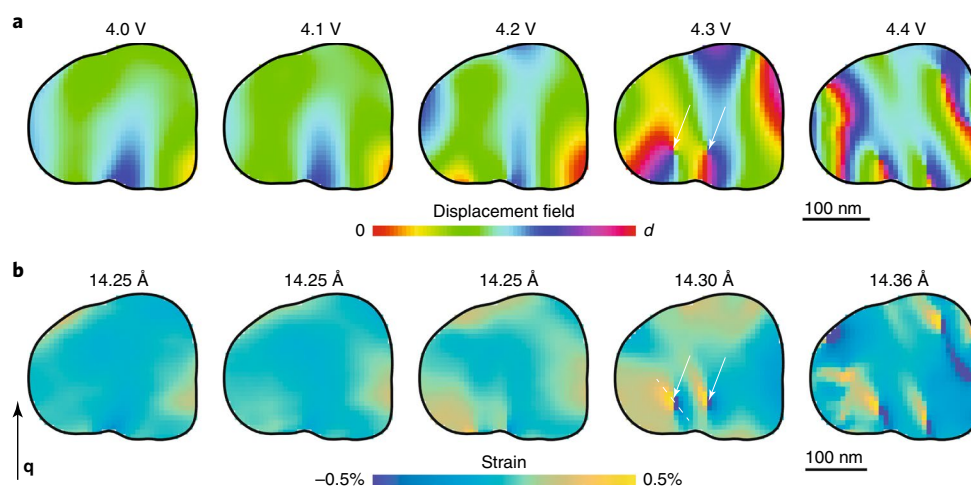 a
4.0 V 4.1 V 4.2 V 4.3 V 4.4 V
Displacement field
0 d
100 nm
b
14.25 Å 14.25 Å 14.25 Å 14.30 Å 14.36 Å
q
Strain
–0.5% 0.5%
100 nm